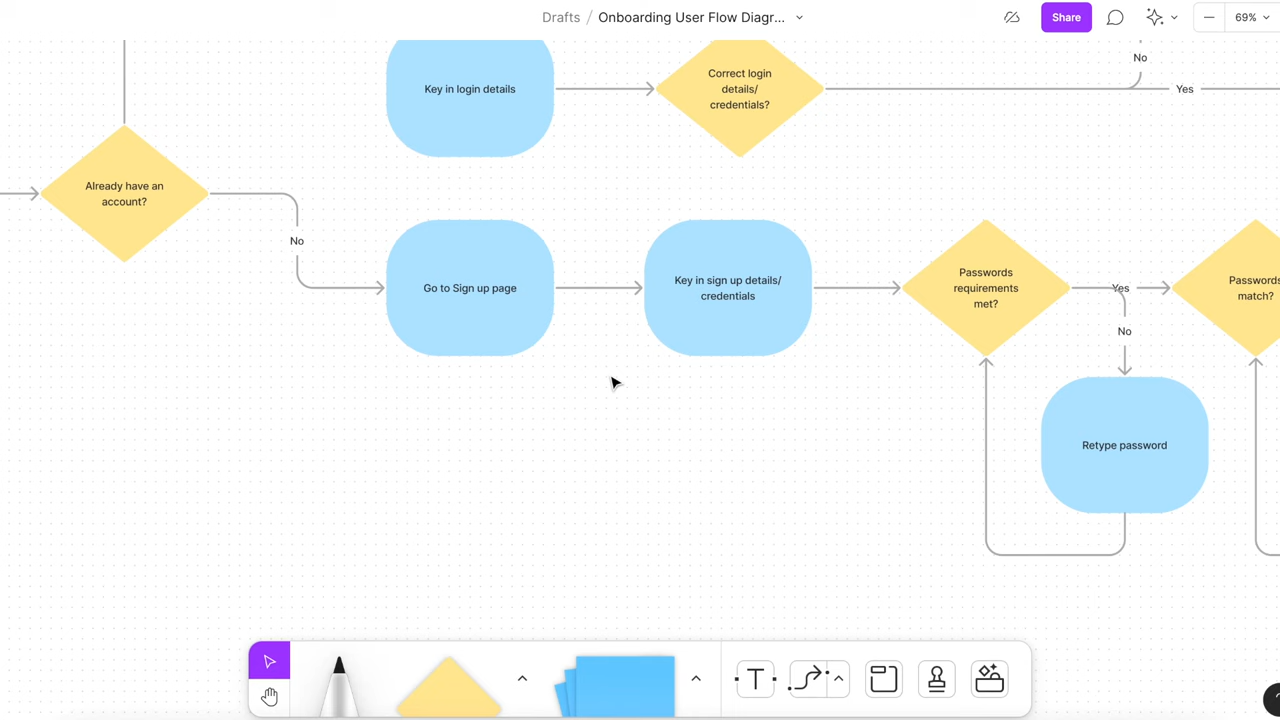 Drafts / Onboarding User Flow Diagr...
Share
69%
Key in login details
Correct login
details/
credentials?
No
Yes
Already have an
account?
No
Go to Sign up page
Key in sign up details/
credentials
Passwords
requirements
met?
Yes
No
Passwords
match?
Retype password
T